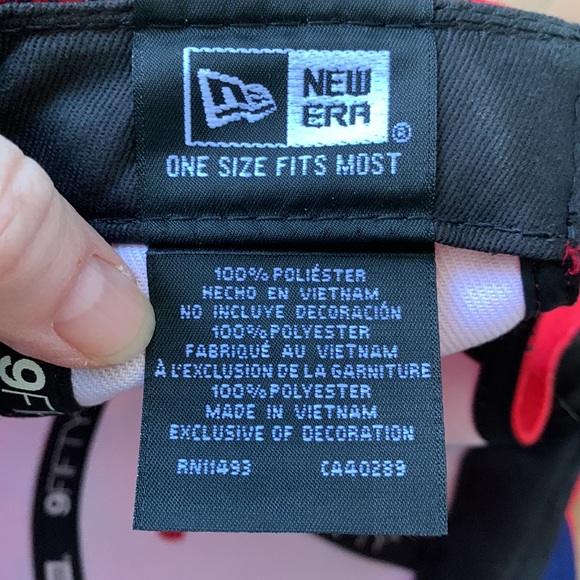 NEW
ERA
®
ONE SIZE FITS MOST
100% POLIÉSTER
HECHO EN VIETNAM
NO INCLUYE DECORACIÓN
100% POLYESTER
FABRIQUÉ AU VIETNAM
À L'EXCLUSION DE LA GARNITURE
100% POLYESTER
MADE IN VIETNAM
EXCLUSIVE OF DECORATION
RN11493 CA40289
9FIFTY